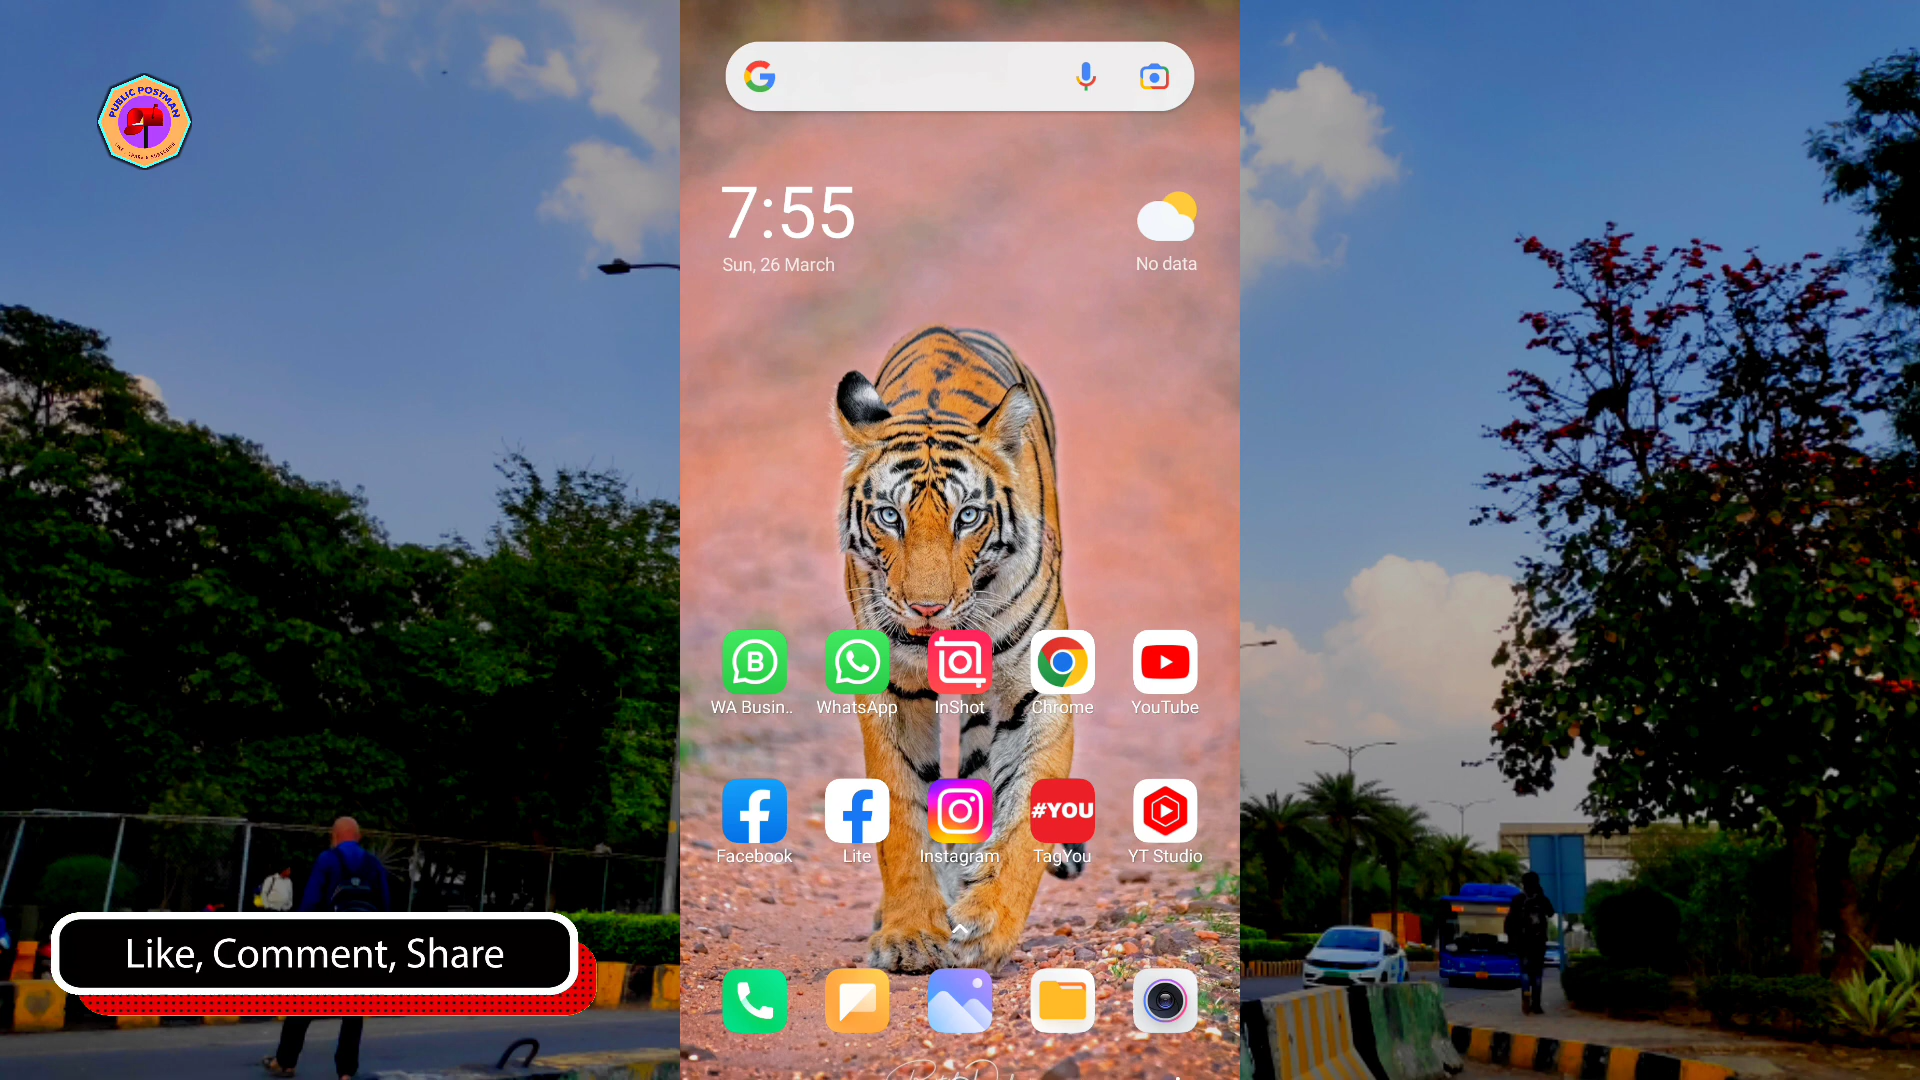 PUBLIC POSTMAN
7:55
Sun, 26 March
No data
B
WA Busin..
WhatsApp
InShot
Chrome
YouTube
#YOU
Facebook
Lite
Instagram
TagYou
YT Studio
Like, Comment, Share